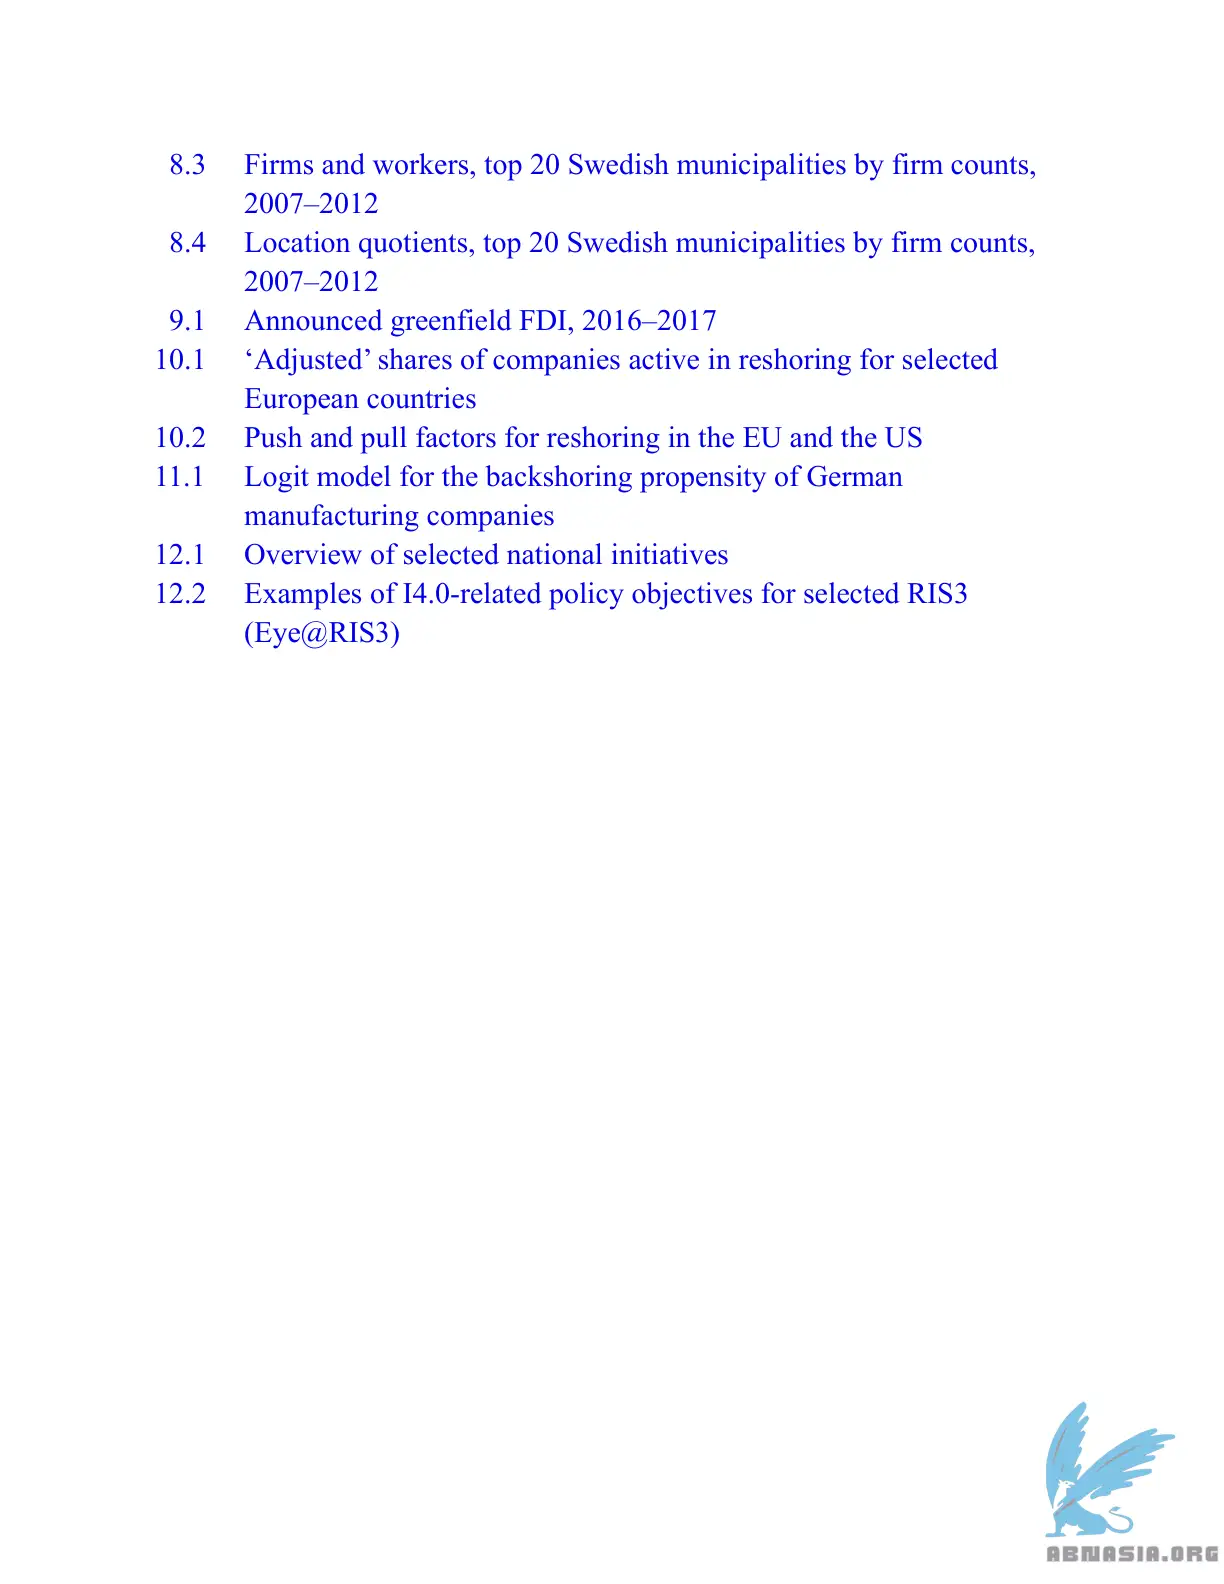 8.3 Firms and workers, top 20 Swedish municipalities by firm counts,
2007–2012
8.4 Location quotients, top 20 Swedish municipalities by firm counts,
2007–2012
9.1 Announced greenfield FDI, 2016–2017
10.1 ‘Adjusted’ shares of companies active in reshoring for selected
European countries
10.2 Push and pull factors for reshoring in the EU and the US
11.1 Logit model for the backshoring propensity of German
manufacturing companies
12.1 Overview of selected national initiatives
12.2 Examples of I4.0-related policy objectives for selected RIS3
(Eye@RIS3)
ABNASIA.ORG